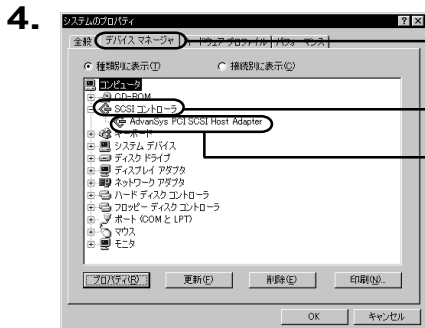 4.
システムのプロパティ
全般 デバイス マネージャ ハードウェア プロファイル パフォーマンス
種類別に表示(T) 接続別に表示(C)
コンピュータ
CD-ROM
SCSI コントローラ
AdvanSys PCI SCSI Host Adapter
キーボード
システム デバイス
ディスク ドライブ
ディスプレイ アダプタ
ネットワーク アダプタ
ハード ディスク コントローラ
フロッピー ディスク コントローラ
ポート (COM と LPT)
マウス
モニタ
プロパティ(R) 更新(F) 削除(E) 印刷(N)...
OK キャンセル